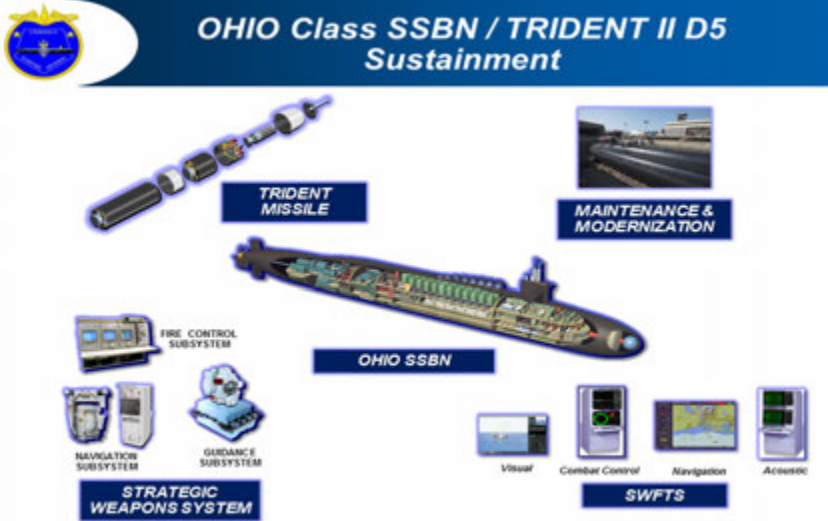 OHIO Class SSBN / TRIDENT II D5
Sustainment
TRIDENT
MISSILE
MAINTENANCE &
MODERNIZATION
OHIO SSBN
FIRE CONTROL
SUBSYSTEM
NAVIGATION
SUBSYSTEM
GUIDANCE
SUBSYSTEM
STRATEGIC
WEAPONS SYSTEM
Visual
Combat Control
Navigation
Acoustic
SWFTS